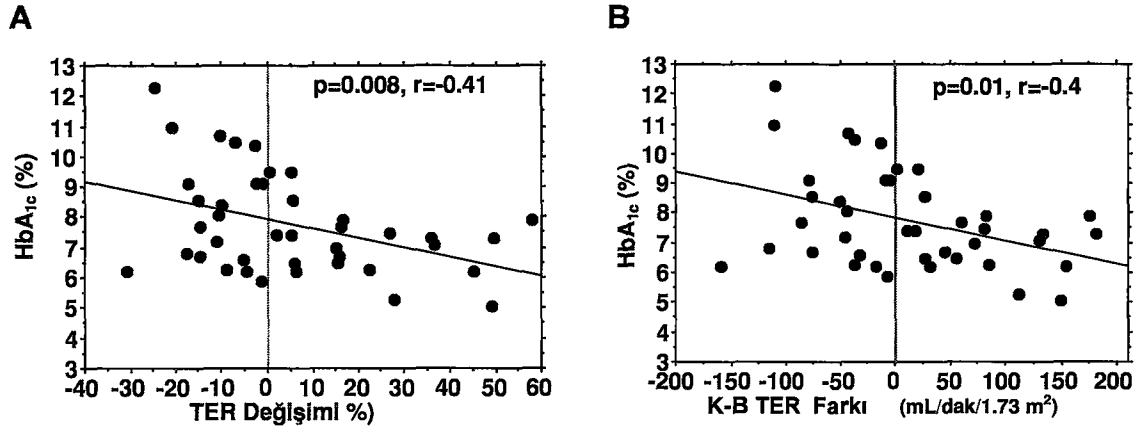 A
p=0.008, r=-0.41
HbA1c (%)
13
12
11
10
9
8
7
6
5
4
3
-40 -30 -20 -10 0 10 20 30 40 50 60
TER Değişimi %)
B
p=0.01, r=-0.4
HbA1c (%)
13
12
11
10
9
8
7
6
5
4
3
-200 -150 -100 -50 0 50 100 150 200
K-B TER Farkı (mL/dak/1.73 m²)